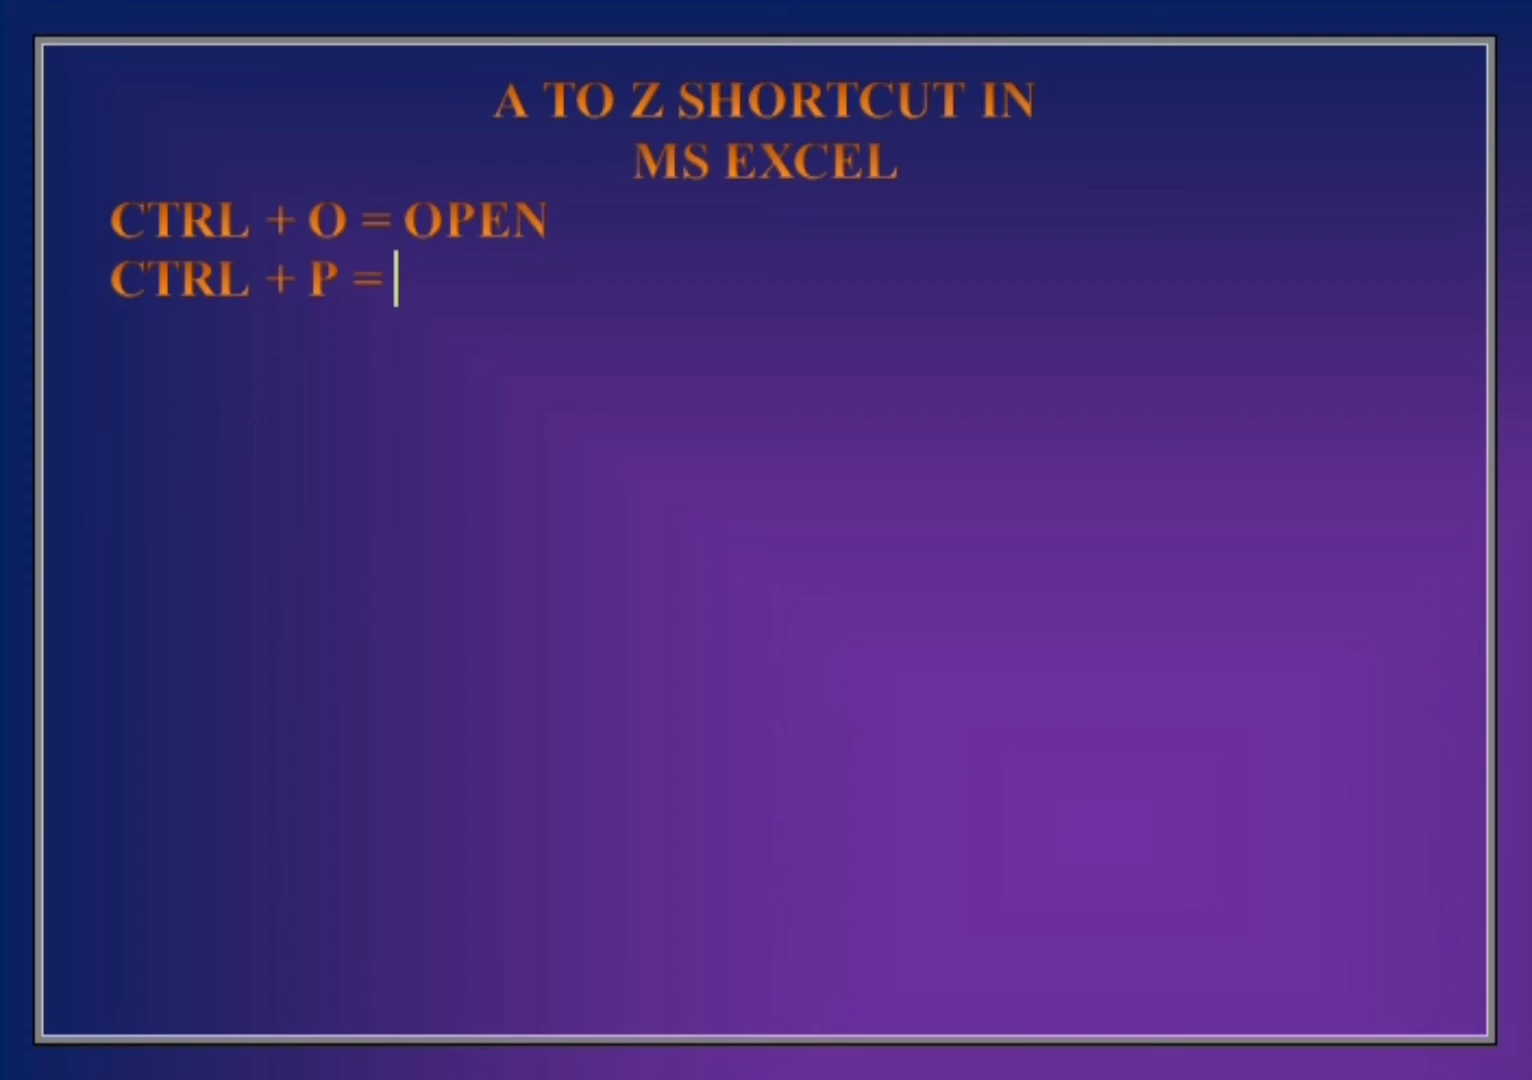 A TO Z SHORTCUT IN
MS EXCEL
CTRL + O = OPEN
CTRL + P =